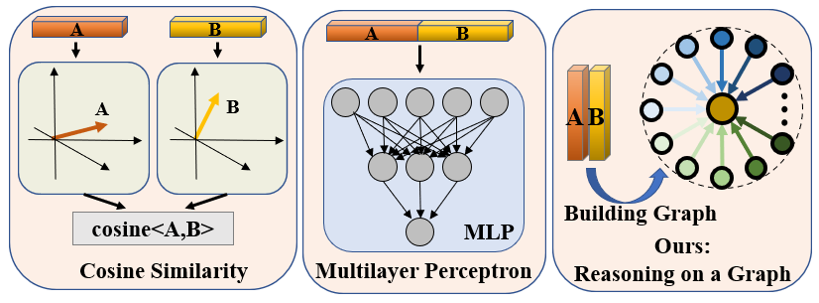 A
B
A
B
cosine<A,B>
Cosine Similarity
A
B
MLP
Multilayer Perceptron
A B
Building Graph
Ours:
Reasoning on a Graph